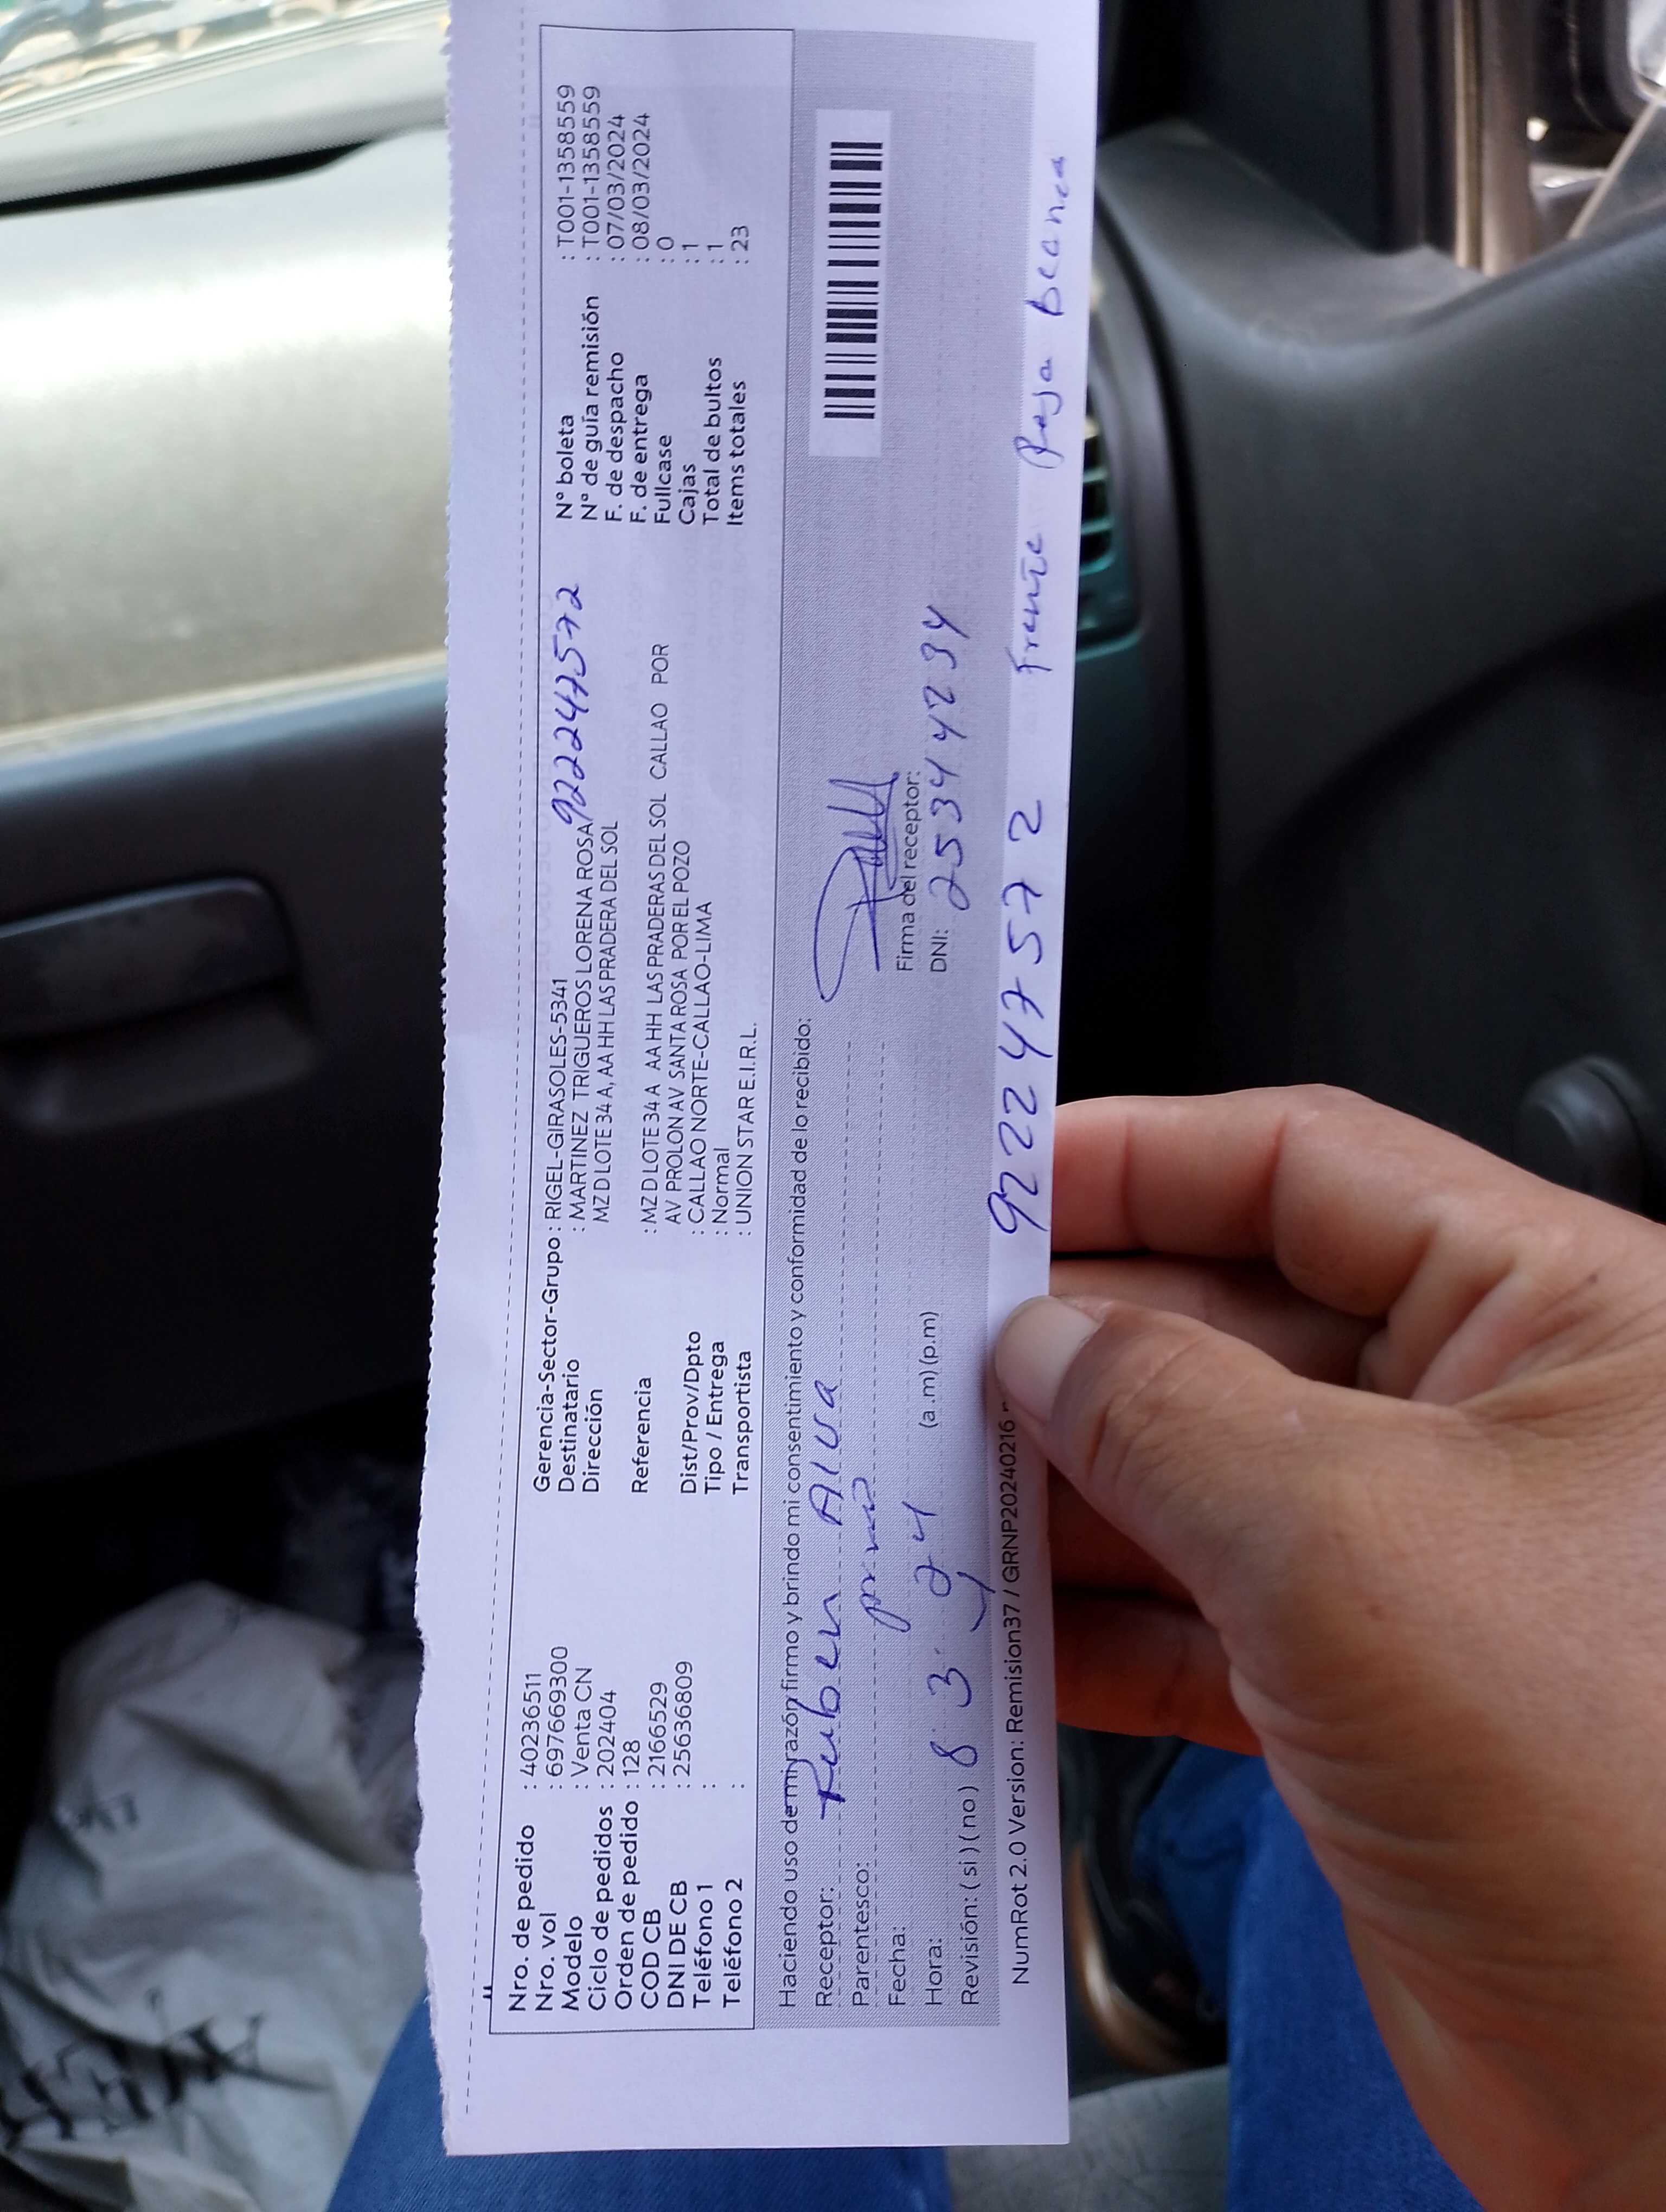 Nro. de pedido : 40236511
Nro. vol : 697669300
Modelo : Venta CN
Ciclo de pedidos : 202404
Orden de pedido : 128
COD CB : 2166529
DNI DE CB : 25636809
Teléfono 1 :
Teléfono 2 :
Gerencia-Sector-Grupo : RIGEL-GIRASOLES-5341
Destinatario : MARTINEZ TRIGUEROS LORENA ROSA 922247572
Dirección MZ D LOTE 34 A, AA HH LAS PRADERA DEL SOL
Referencia : MZ D LOTE 34 A AA HH LAS PRADERAS DEL SOL CALLAO POR
AV PROLON AV SANTA ROSA POR EL POZO
Dist/Prov/Dpto : CALLAO NORTE-CALLAO-LIMA
Tipo / Entrega : Normal
Transportista : UNION STAR E.I.R.L.
N° boleta : T001-1358559
N° de guía remisión : T001-1358559
F. de despacho : 07/03/2024
F. de entrega : 08/03/2024
Fullcase : 0
Cajas : 1
Total de bultos : 1
Items totales : 23
Haciendo uso de mi razón firmo y brindo mi consentimiento y conformidad de lo recibido:
Receptor: Ruben Alva
Parentesco:
Fecha: 8 3 24
Hora: (a.m) (p.m)
Revisión: ( si ) ( no )
Firma del receptor:
DNI: 25344234
NumRot 2.0 Version: Remision37 / GRNP20240216
922247572 frente Reja Blanca